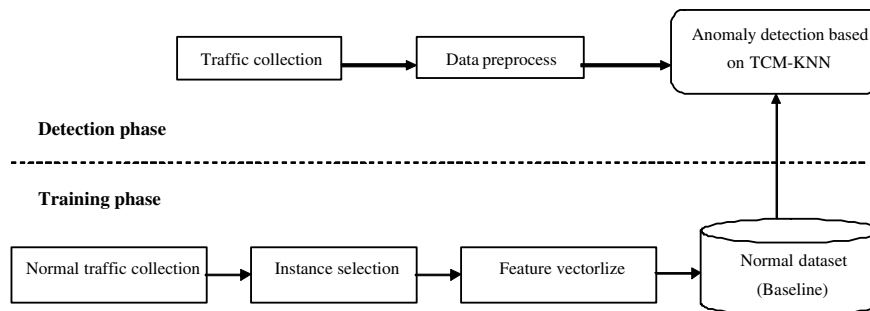 Traffic collection
Data preprocess
Anomaly detection based
on TCM-KNN
Detection phase
Training phase
Normal traffic collection
Instance selection
Feature vectorlize
Normal dataset
(Baseline)